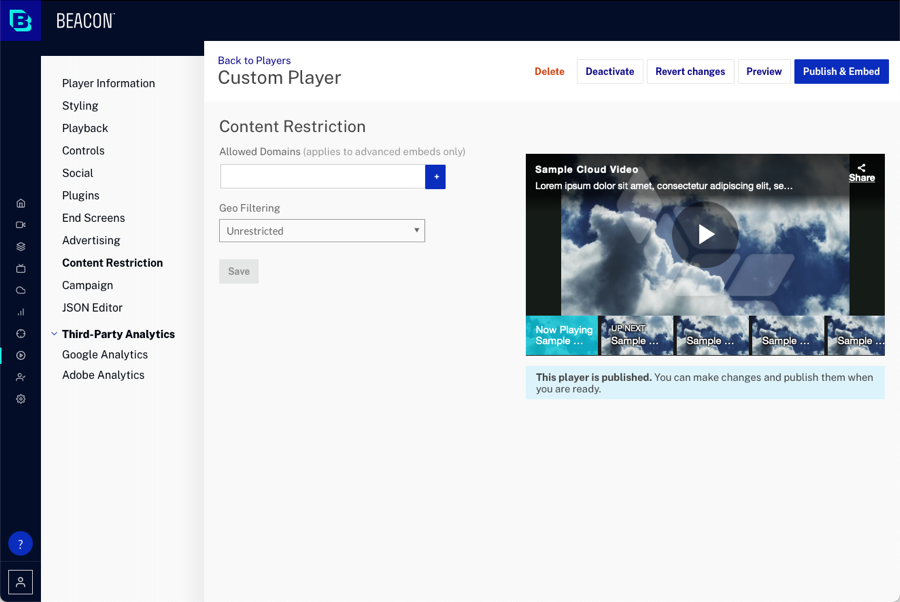 BEACON
Back to Players
Custom Player
Delete
Deactivate
Revert changes
Preview
Publish & Embed
Player Information
Styling
Playback
Controls
Social
Plugins
End Screens
Advertising
Content Restriction
Campaign
JSON Editor
Third-Party Analytics
Google Analytics
Adobe Analytics
Content Restriction
Allowed Domains (applies to advanced embeds only)
+
Geo Filtering
Unrestricted
Save
Sample Cloud Video
Lorem ipsum dolor sit amet, consectetur adipiscing elit, se...
Share
Now Playing
Sample ...
UP NEXT
Sample ...
Sample ...
Sample ...
Sample ...
This player is published. You can make changes and publish them when
you are ready.
?